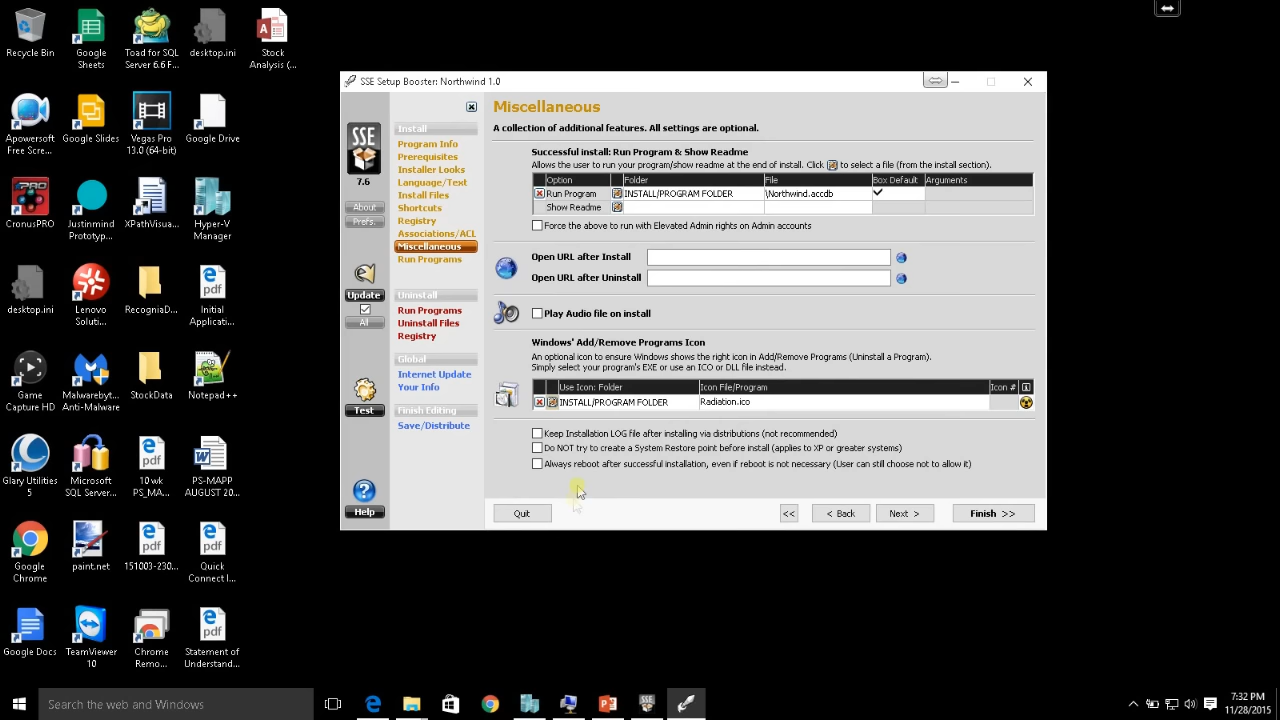 Recycle Bin
Google Sheets
Toad for SQL Server 6.6 F...
desktop.ini
Stock Analysis (...
Apowersoft Free Scre...
Google Slides
Vegas Pro 13.0 (64-bit)
Google Drive
CronusPRO
Justinmind Prototyp...
XPathVisua...
Hyper-V Manager
desktop.ini
Lenovo Soluti...
RecogniaD...
Initial Applicati...
Game Capture HD
Malwarebyt... Anti-Malware
StockData
Notepad++
Glary Utilities 5
Microsoft SQL Server...
10 wk PS_MA...
PS-MAPP AUGUST 20...
Google Chrome
paint.net
151003-230...
Quick Connect I...
Google Docs
TeamViewer 10
Chrome Remo...
Statement of Understand...
SSE Setup Booster: Northwind 1.0
SSE
7.6
About
Prefs.
Update
All
Test
Help
Install
Program Info
Prerequisites
Installer Looks
Language/Text
Install Files
Shortcuts
Registry
Associations/ACL
Miscellaneous
Run Programs
Uninstall
Run Programs
Uninstall Files
Registry
Global
Internet Update
Your Info
Finish Editing
Save/Distribute
Miscellaneous
A collection of additional features. All settings are optional.
Successful install: Run Program & Show Readme
Allows the user to run your program/show readme at the end of install. Click to select a file (from the install section).
Option Folder File Box Default Arguments
Run Program INSTALL/PROGRAM FOLDER \Northwind.accdb
Show Readme
Force the above to run with Elevated Admin rights on Admin accounts
Open URL after Install
Open URL after Uninstall
Play Audio file on install
Windows' Add/Remove Programs Icon
An optional icon to ensure Windows shows the right icon in Add/Remove Programs (Uninstall a Program).
Simply select your program's EXE or use an ICO or DLL file instead.
Use Icon: Folder Icon File/Program Icon #
INSTALL/PROGRAM FOLDER Radiation.ico
Keep Installation LOG file after installing via distributions (not recommended)
Do NOT try to create a System Restore point before install (applies to XP or greater systems)
Always reboot after successful installation, even if reboot is not necessary (User can still choose not to allow it)
Quit << < Back Next > Finish >>
Search the web and Windows
7:32 PM
11/28/2015